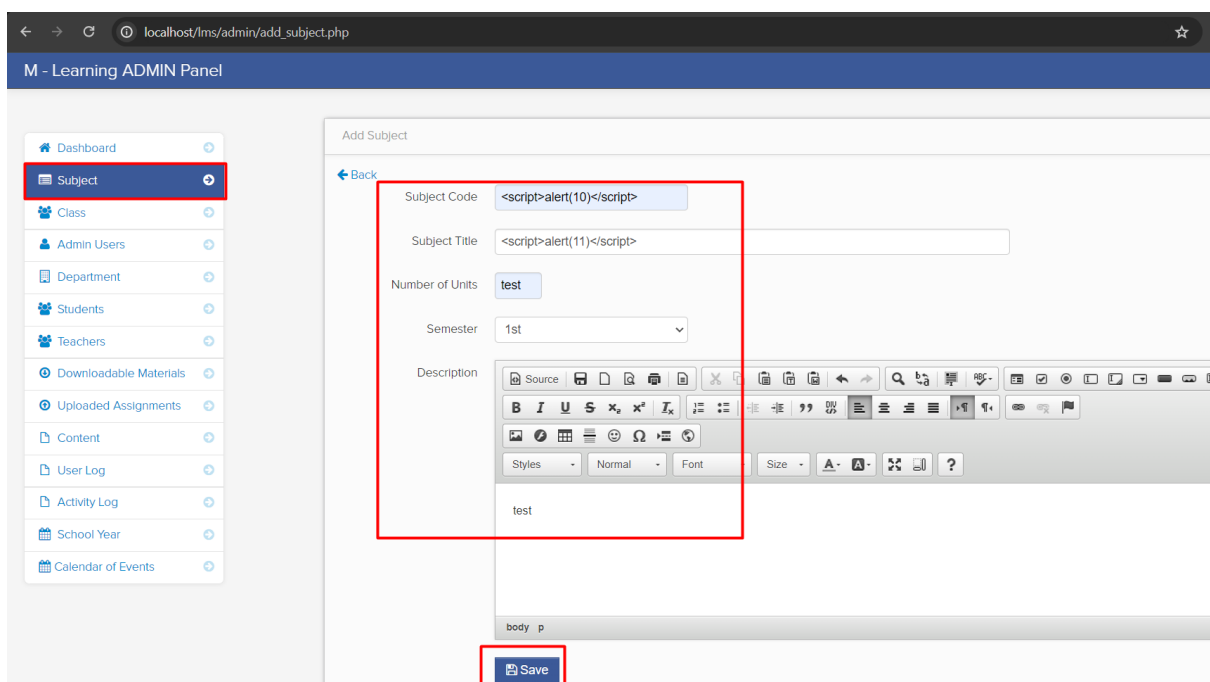 localhost/lms/admin/add_subject.php
M - Learning ADMIN Panel
Dashboard
Subject
Class
Admin Users
Department
Students
Teachers
Downloadable Materials
Uploaded Assignments
Content
User Log
Activity Log
School Year
Calendar of Events
Add Subject
Back
Subject Code <script>alert(10)</script>
Subject Title <script>alert(11)</script>
Number of Units test
Semester 1st
Description
Source
B I U S x₂ x² Tx
Styles Normal Font Size A A ?
test
body p
Save